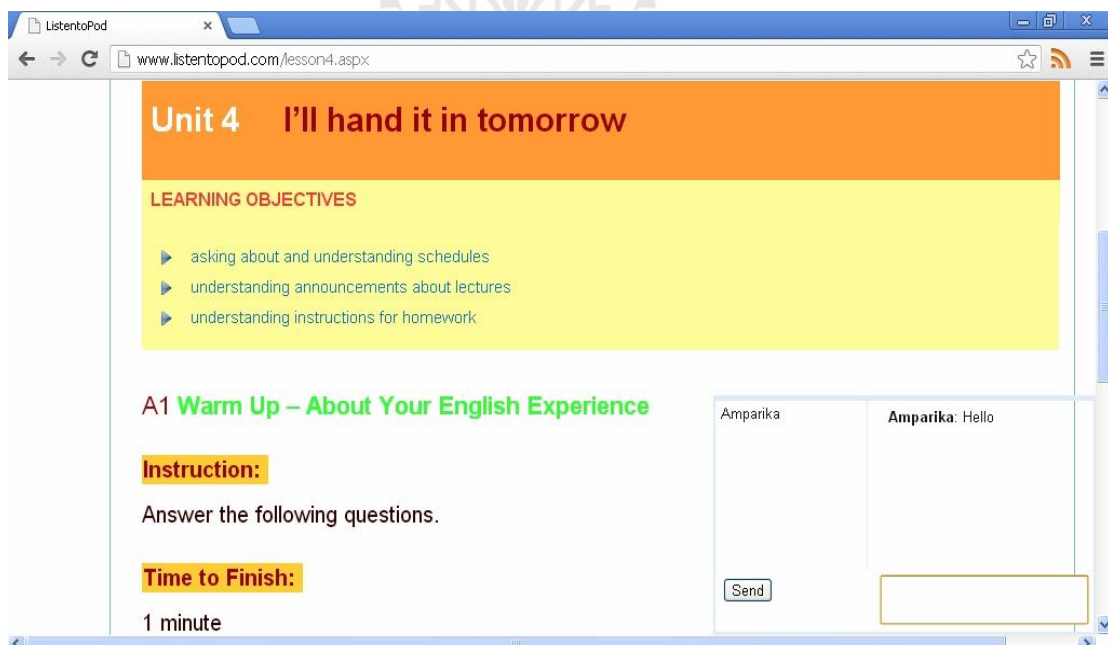 ListentoPod
www.listentopod.com/lesson4.aspx
Unit 4 I'll hand it in tomorrow
LEARNING OBJECTIVES
asking about and understanding schedules
understanding announcements about lectures
understanding instructions for homework
A1 Warm Up – About Your English Experience
Instruction:
Answer the following questions.
Time to Finish:
1 minute
Amparika
Amparika: Hello
Send